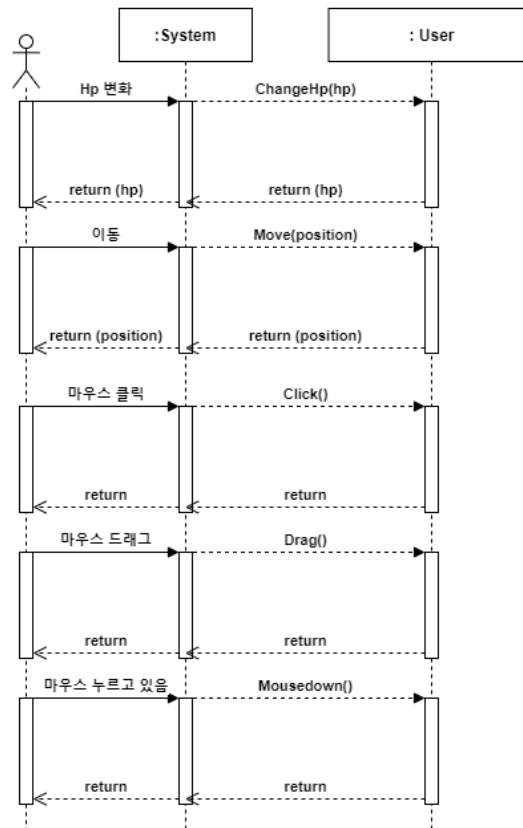 :System
: User
Hp 변화
ChangeHp(hp)
return (hp)
return (hp)
이동
Move(position)
return (position)
return (position)
마우스 클릭
Click()
return
return
마우스 드래그
Drag()
return
return
마우스 누르고 있음
Mousedown()
return
return